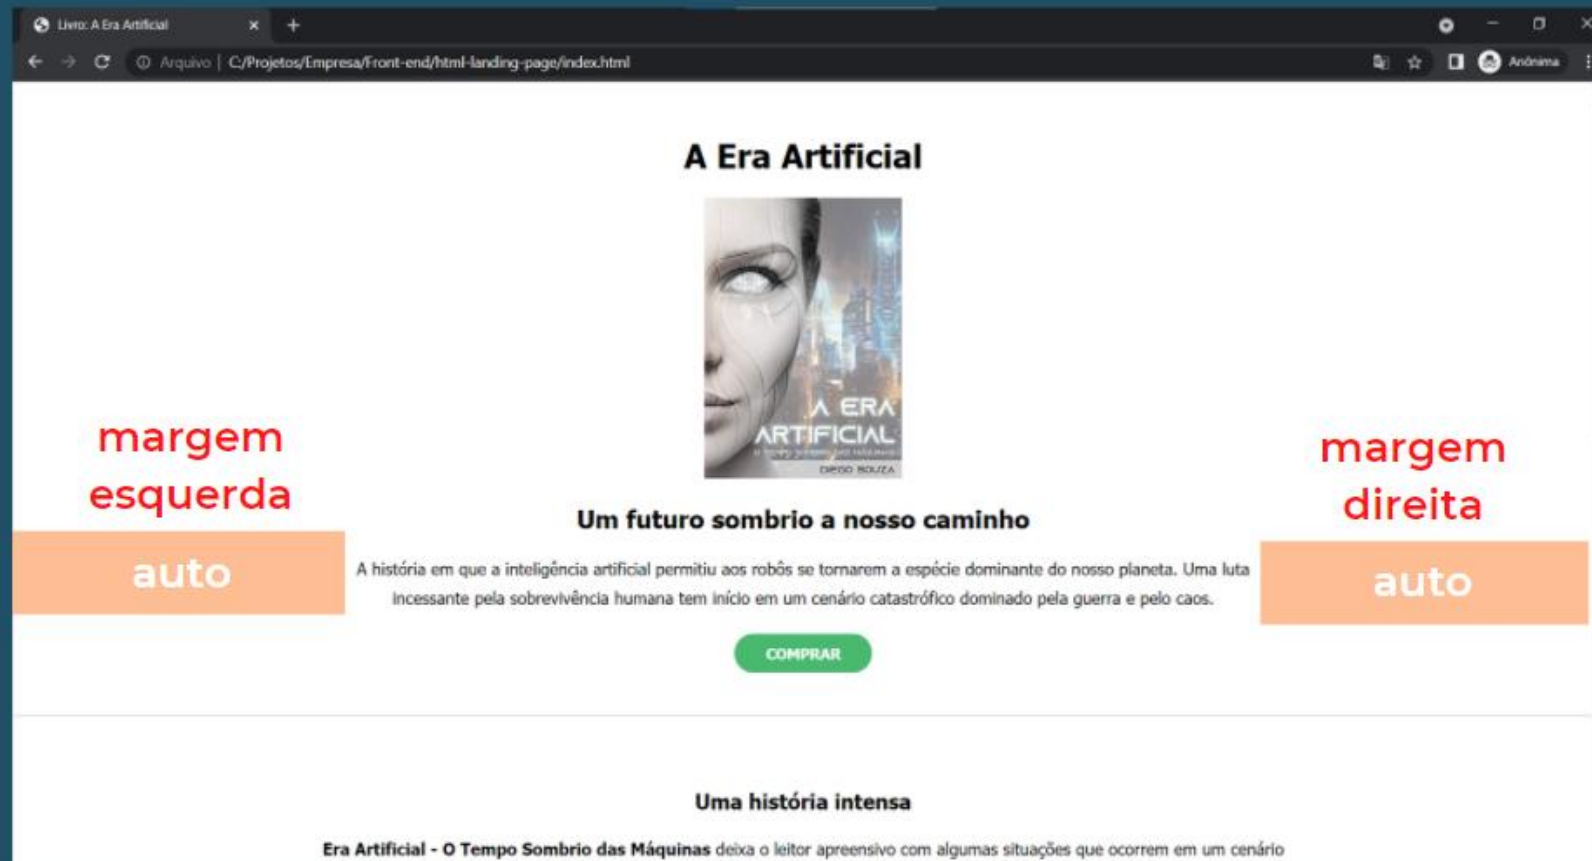 Livro: A Era Artificial
Arquivo | C:/Projetos/Empresa/Front-end/html-landing-page/index.html
Anônima
A Era Artificial
A ERA
ARTIFICIAL
O TEMPO SOMBRIO DAS MÁQUINAS
DIEGO SOUZA
margem
esquerda
auto
margem
direita
auto
Um futuro sombrio a nosso caminho
A história em que a inteligência artificial permitiu aos robôs se tornarem a espécie dominante do nosso planeta. Uma luta
incessante pela sobrevivência humana tem início em um cenário catastrófico dominado pela guerra e pelo caos.
COMPRAR
Uma história intensa
Era Artificial - O Tempo Sombrio das Máquinas deixa o leitor apreensivo com algumas situações que ocorrem em um cenário